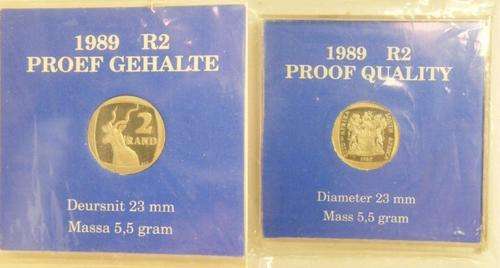 1989 R2
PROEF GEHALTE
2
RAND
Deursnit 23 mm
Massa 5,5 gram
1989 R2
PROOF QUALITY
1989
Diameter 23 mm
Mass 5,5 gram